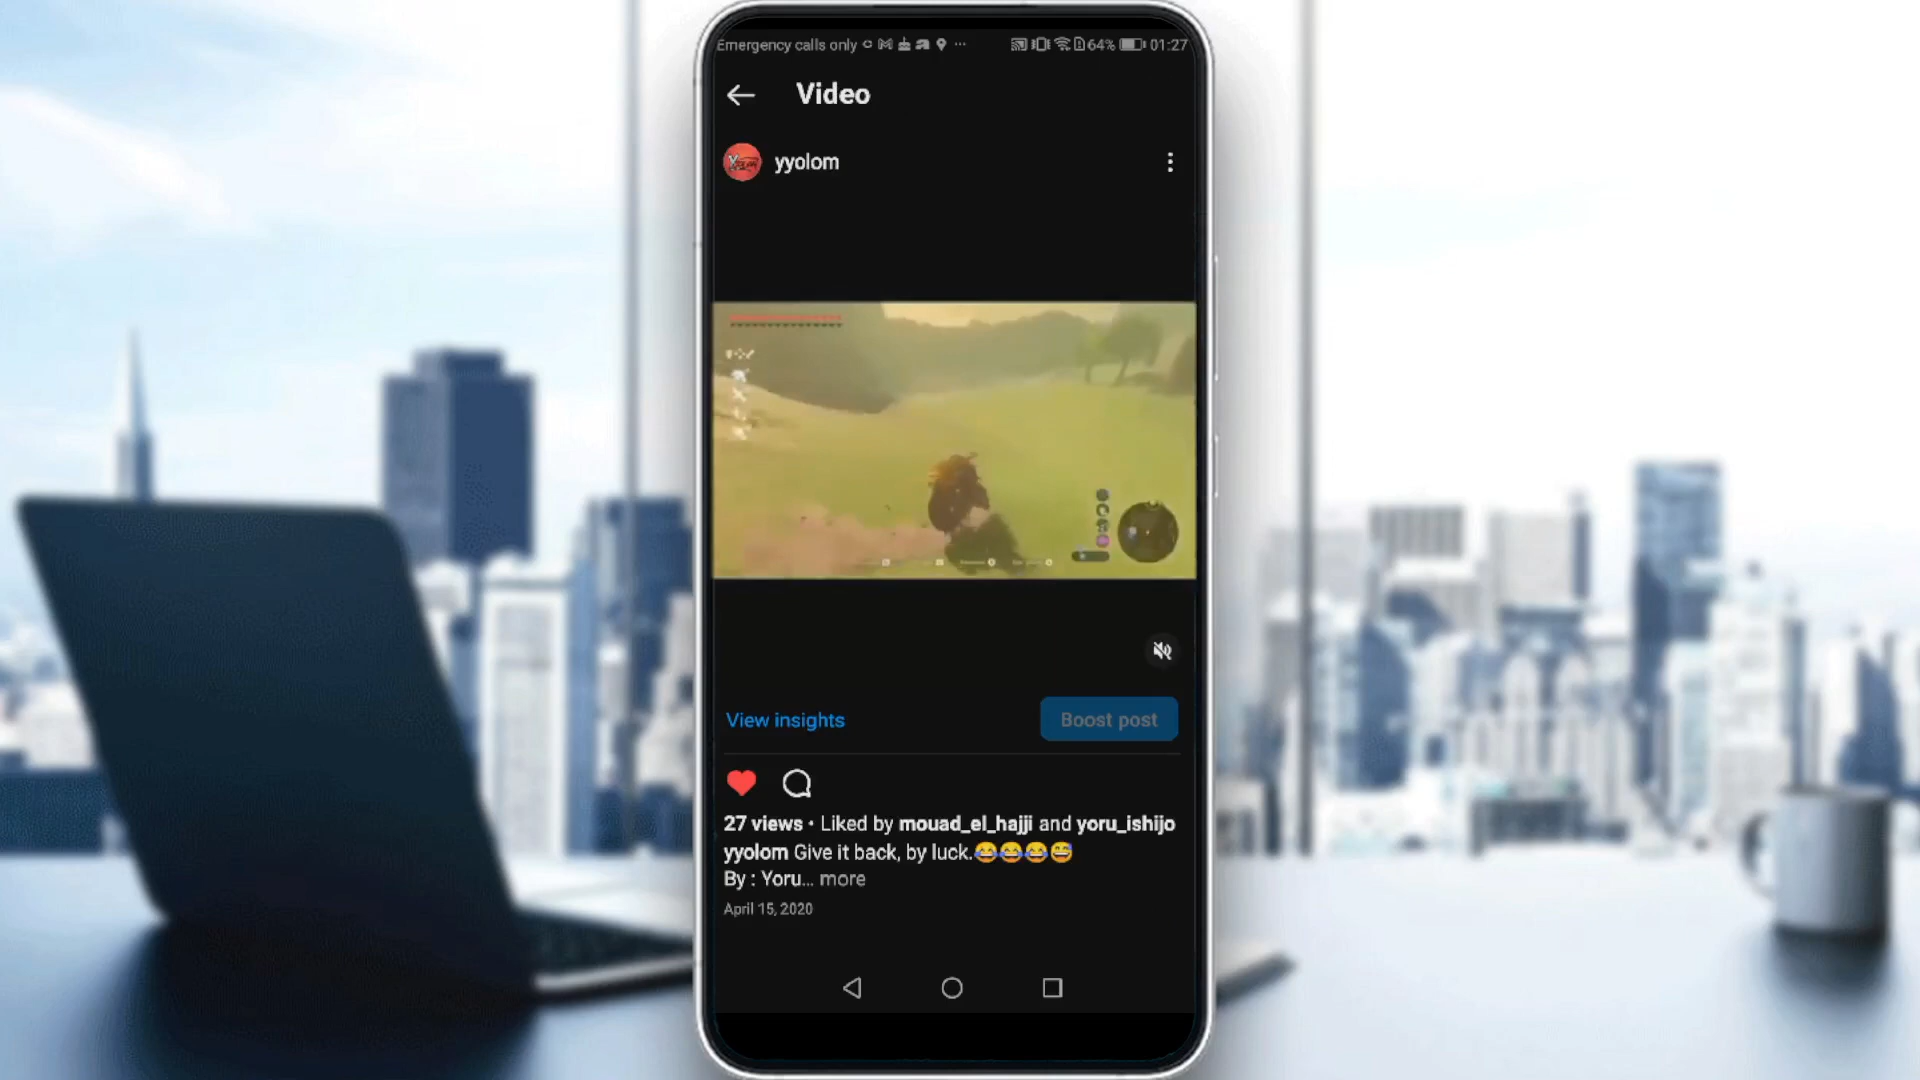 Emergency calls only 64% 01:27
Video
yyolom
View insights
Boost post
27 views • Liked by mouad_el_hajji and yoru_ishijo
yyolom Give it back, by luck.😂😂😂😅
By : Yoru... more
April 15, 2020